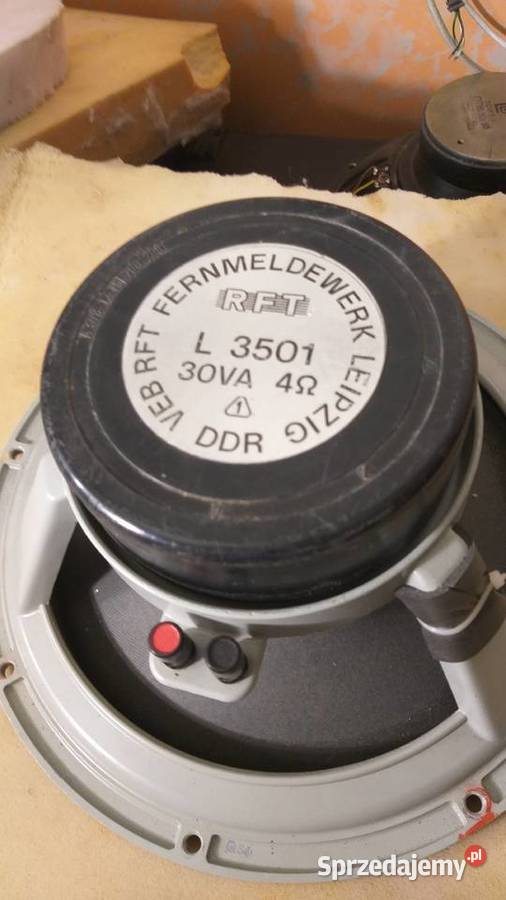 VEB RFT FERNMELDEWERK LEIPZIG
RFT
L 3501
30VA 4Ω
DDR
Sprzedajemy.pl